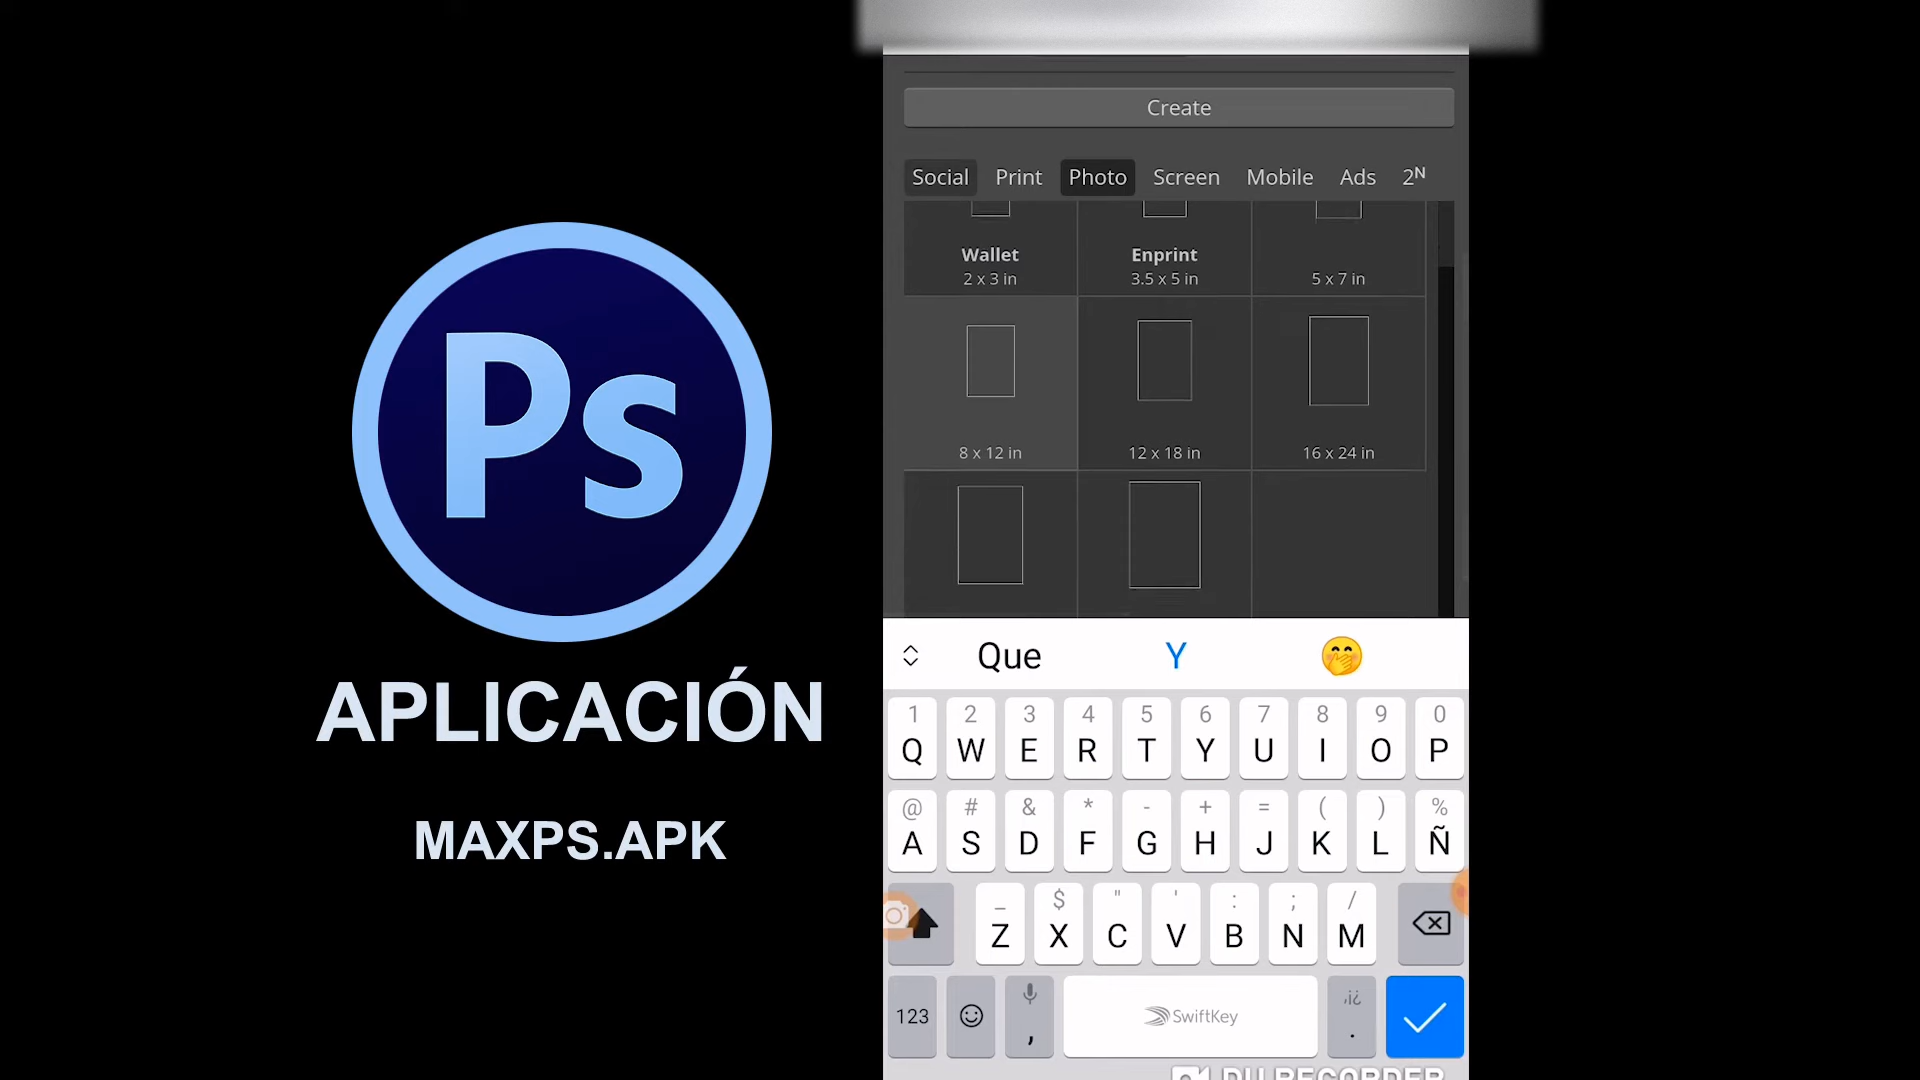 Ps
APLICACIÓN
MAXPS.APK
Create
Social Print Photo Screen Mobile Ads 2ᴺ
Wallet Enprint
2 x 3 in 3.5 x 5 in 5 x 7 in
8 x 12 in 12 x 18 in 16 x 24 in
Que Y
1 2 3 4 5 6 7 8 9 0
Q W E R T Y U I O P
@ # & * - + = ( ) %
A S D F G H J K L Ñ
_ $ " ' : ; /
Z X C V B N M
123 , SwiftKey ,¡¿ .
DU RECORDER